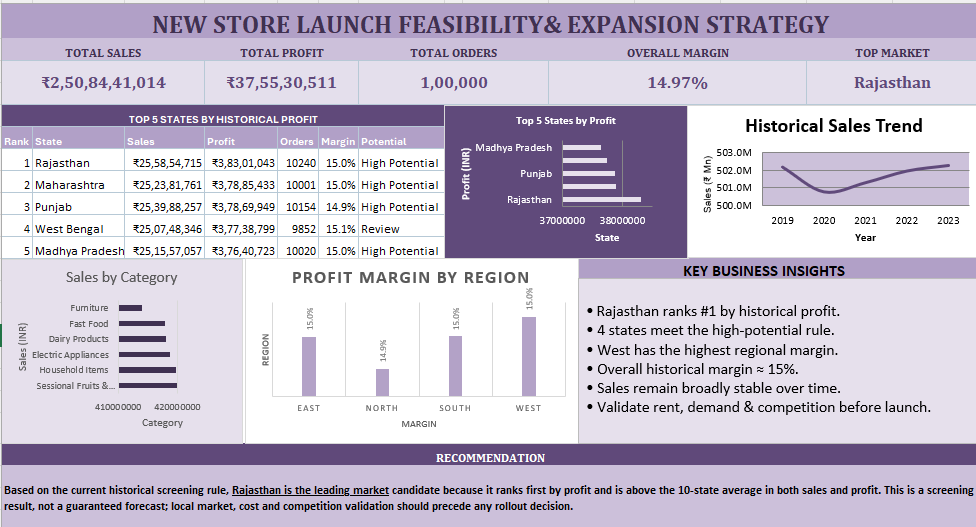 NEW STORE LAUNCH FEASIBILITY& EXPANSION STRATEGY
TOTAL SALES TOTAL PROFIT TOTAL ORDERS OVERALL MARGIN TOP MARKET
₹2,50,84,41,014 ₹37,55,30,511 1,00,000 14.97% Rajasthan
TOP 5 STATES BY HISTORICAL PROFIT
Rank State Sales Profit Orders Margin Potential
1 Rajasthan ₹25,58,54,715 ₹3,83,01,043 10240 15.0% High Potential
2 Maharashtra ₹25,23,81,761 ₹3,78,85,433 10001 15.0% High Potential
3 Punjab ₹25,39,88,257 ₹3,78,69,949 10154 14.9% High Potential
4 West Bengal ₹25,07,48,346 ₹3,77,38,799 9852 15.1% Review
5 Madhya Pradesh ₹25,15,57,057 ₹3,76,40,723 10020 15.0% High Potential
Top 5 States by Profit
Profit (INR)
Madhya Pradesh
Punjab
Rajasthan
37000000 38000000
State
Historical Sales Trend
Sales (₹ Mn)
503.0M
502.0M
501.0M
500.0M
2019 2020 2021 2022 2023
Year
Sales by Category
Sales (INR)
Furniture
Fast Food
Dairy Products
Electric Appliances
Household Items
Sessional Fruits &...
410000000 420000000
Category
PROFIT MARGIN BY REGION
REGION
15.0% 14.9% 15.0% 15.0%
EAST NORTH SOUTH WEST
MARGIN
KEY BUSINESS INSIGHTS
• Rajasthan ranks #1 by historical profit.
• 4 states meet the high-potential rule.
• West has the highest regional margin.
• Overall historical margin ≈ 15%.
• Sales remain broadly stable over time.
• Validate rent, demand & competition before launch.
RECOMMENDATION
Based on the current historical screening rule, Rajasthan is the leading market candidate because it ranks first by profit and is above the 10-state average in both sales and profit. This is a screening
result, not a guaranteed forecast; local market, cost and competition validation should precede any rollout decision.